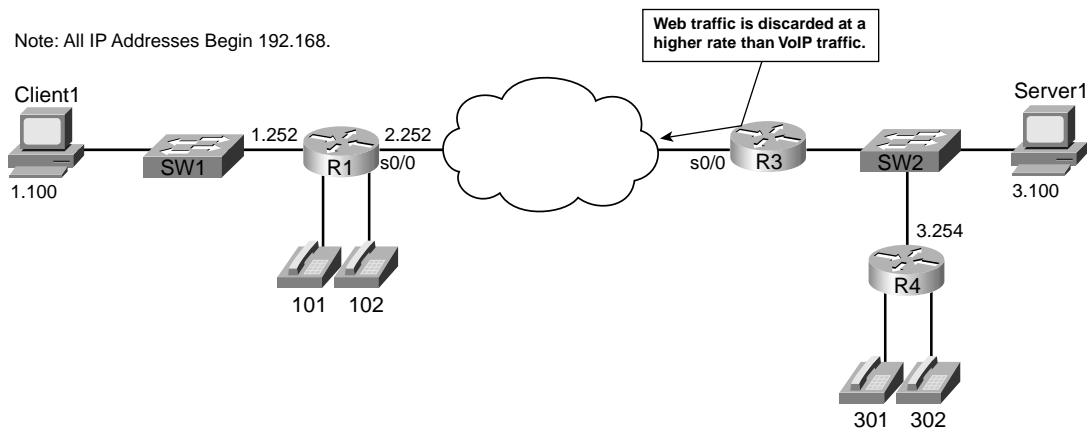 Note: All IP Addresses Begin 192.168.
Web traffic is discarded at a
higher rate than VoIP traffic.
Client1
Server1
1.252
2.252
SW1
R1
s0/0
s0/0
R3
SW2
1.100
3.100
3.254
R4
101
102
301
302